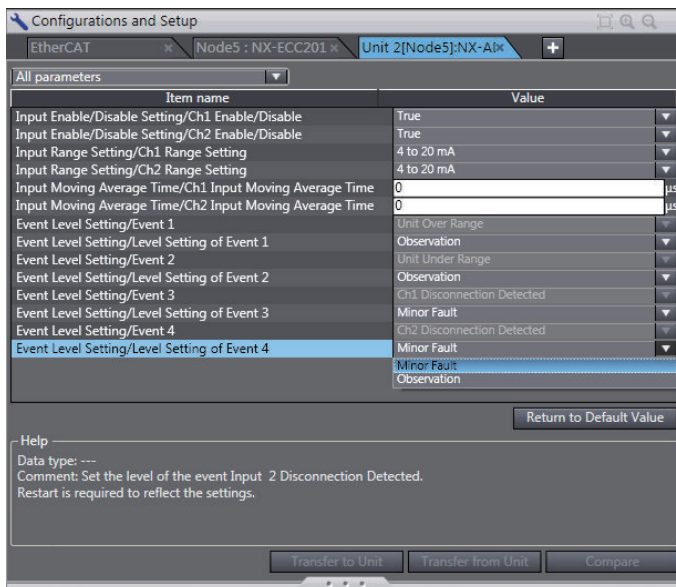 Configurations and Setup
EtherCAT
Node5 : NX-ECC201
Unit 2[Node5]:NX-AD
All parameters
Item name Value
Input Enable/Disable Setting/Ch1 Enable/Disable True
Input Enable/Disable Setting/Ch2 Enable/Disable True
Input Range Setting/Ch1 Range Setting 4 to 20 mA
Input Range Setting/Ch2 Range Setting 4 to 20 mA
Input Moving Average Time/Ch1 Input Moving Average Time 0 µs
Input Moving Average Time/Ch2 Input Moving Average Time 0 µs
Event Level Setting/Event 1 Unit Over Range
Event Level Setting/Level Setting of Event 1 Observation
Event Level Setting/Event 2 Unit Under Range
Event Level Setting/Level Setting of Event 2 Observation
Event Level Setting/Event 3 Ch1 Disconnection Detected
Event Level Setting/Level Setting of Event 3 Minor Fault
Event Level Setting/Event 4 Ch2 Disconnection Detected
Event Level Setting/Level Setting of Event 4 Minor Fault
Minor Fault
Observation
Return to Default Value
Help
Data type: ---
Comment: Set the level of the event Input 2 Disconnection Detected.
Restart is required to reflect the settings.
Transfer to Unit Transfer from Unit Compare